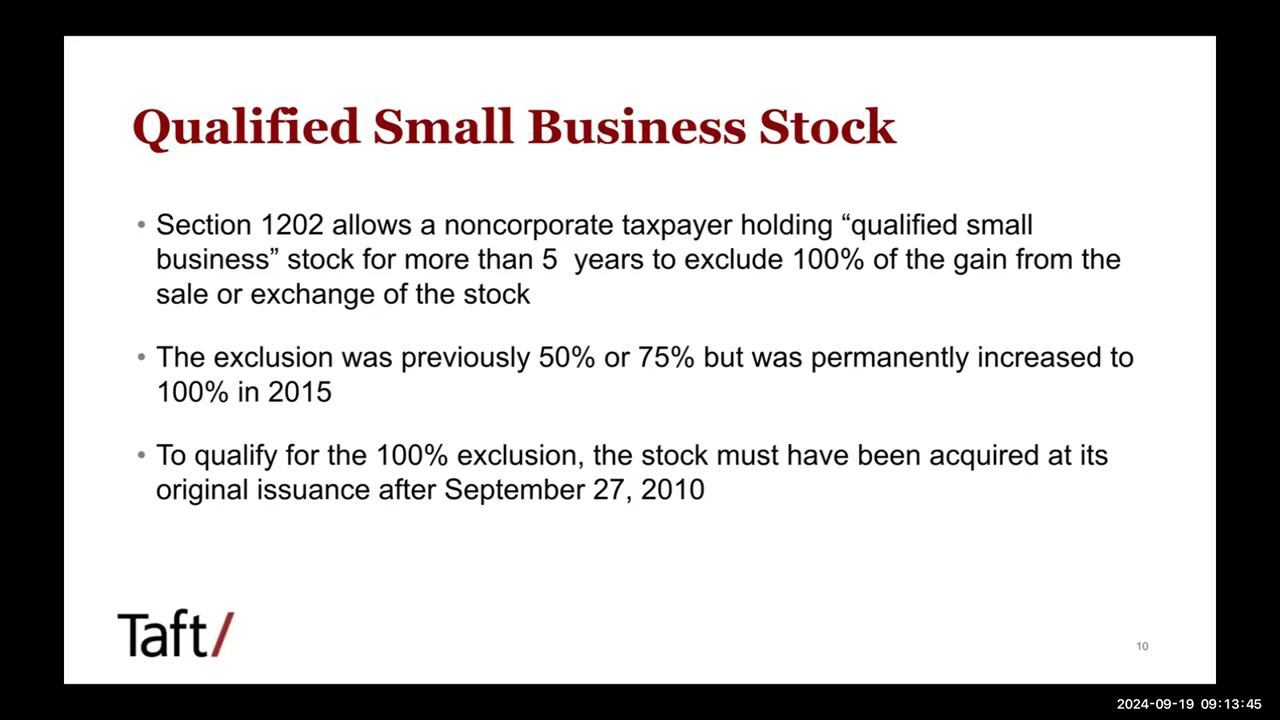 Qualified Small Business Stock
• Section 1202 allows a noncorporate taxpayer holding “qualified small
business” stock for more than 5  years to exclude 100% of the gain from the
sale or exchange of the stock
• The exclusion was previously 50% or 75% but was permanently increased to
100% in 2015
• To qualify for the 100% exclusion, the stock must have been acquired at its
original issuance after September 27, 2010
Taft/
10
2024-09-19 09:13:45